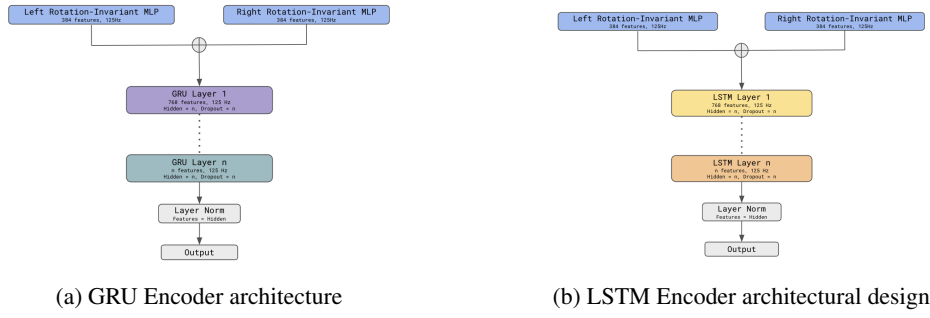 Left Rotation-Invariant MLP
384 features, 125Hz
Right Rotation-Invariant MLP
384 features, 125Hz
GRU Layer 1
768 features, 125 Hz
Hidden = n, Dropout = n
GRU Layer n
n features, 125 Hz
Hidden = n, Dropout = n
Layer Norm
Features = Hidden
Output
(a) GRU Encoder architecture
Left Rotation-Invariant MLP
384 features, 125Hz
Right Rotation-Invariant MLP
384 features, 125Hz
LSTM Layer 1
768 features, 125 Hz
Hidden = n, Dropout = n
LSTM Layer n
n features, 125 Hz
Hidden = n, Dropout = n
Layer Norm
Features = Hidden
Output
(b) LSTM Encoder architectural design